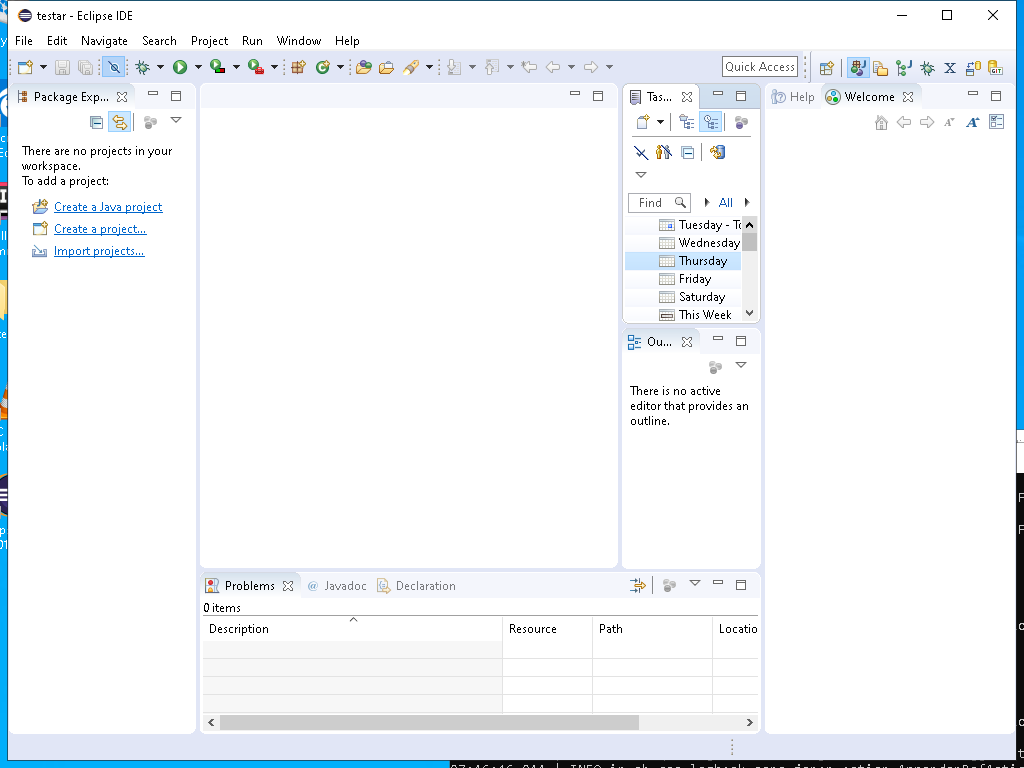 testar - Eclipse IDE
File Edit Navigate Search Project Run Window Help
Quick Access
Package Exp...
There are no projects in your
workspace.
To add a project:
Create a Java project
Create a project...
Import projects...
Tas...
Find All
Tuesday - To
Wednesday
Thursday
Friday
Saturday
This Week
Ou...
There is no active
editor that provides an
outline.
Help Welcome
Problems @ Javadoc Declaration
0 items
Description Resource Path Locatio